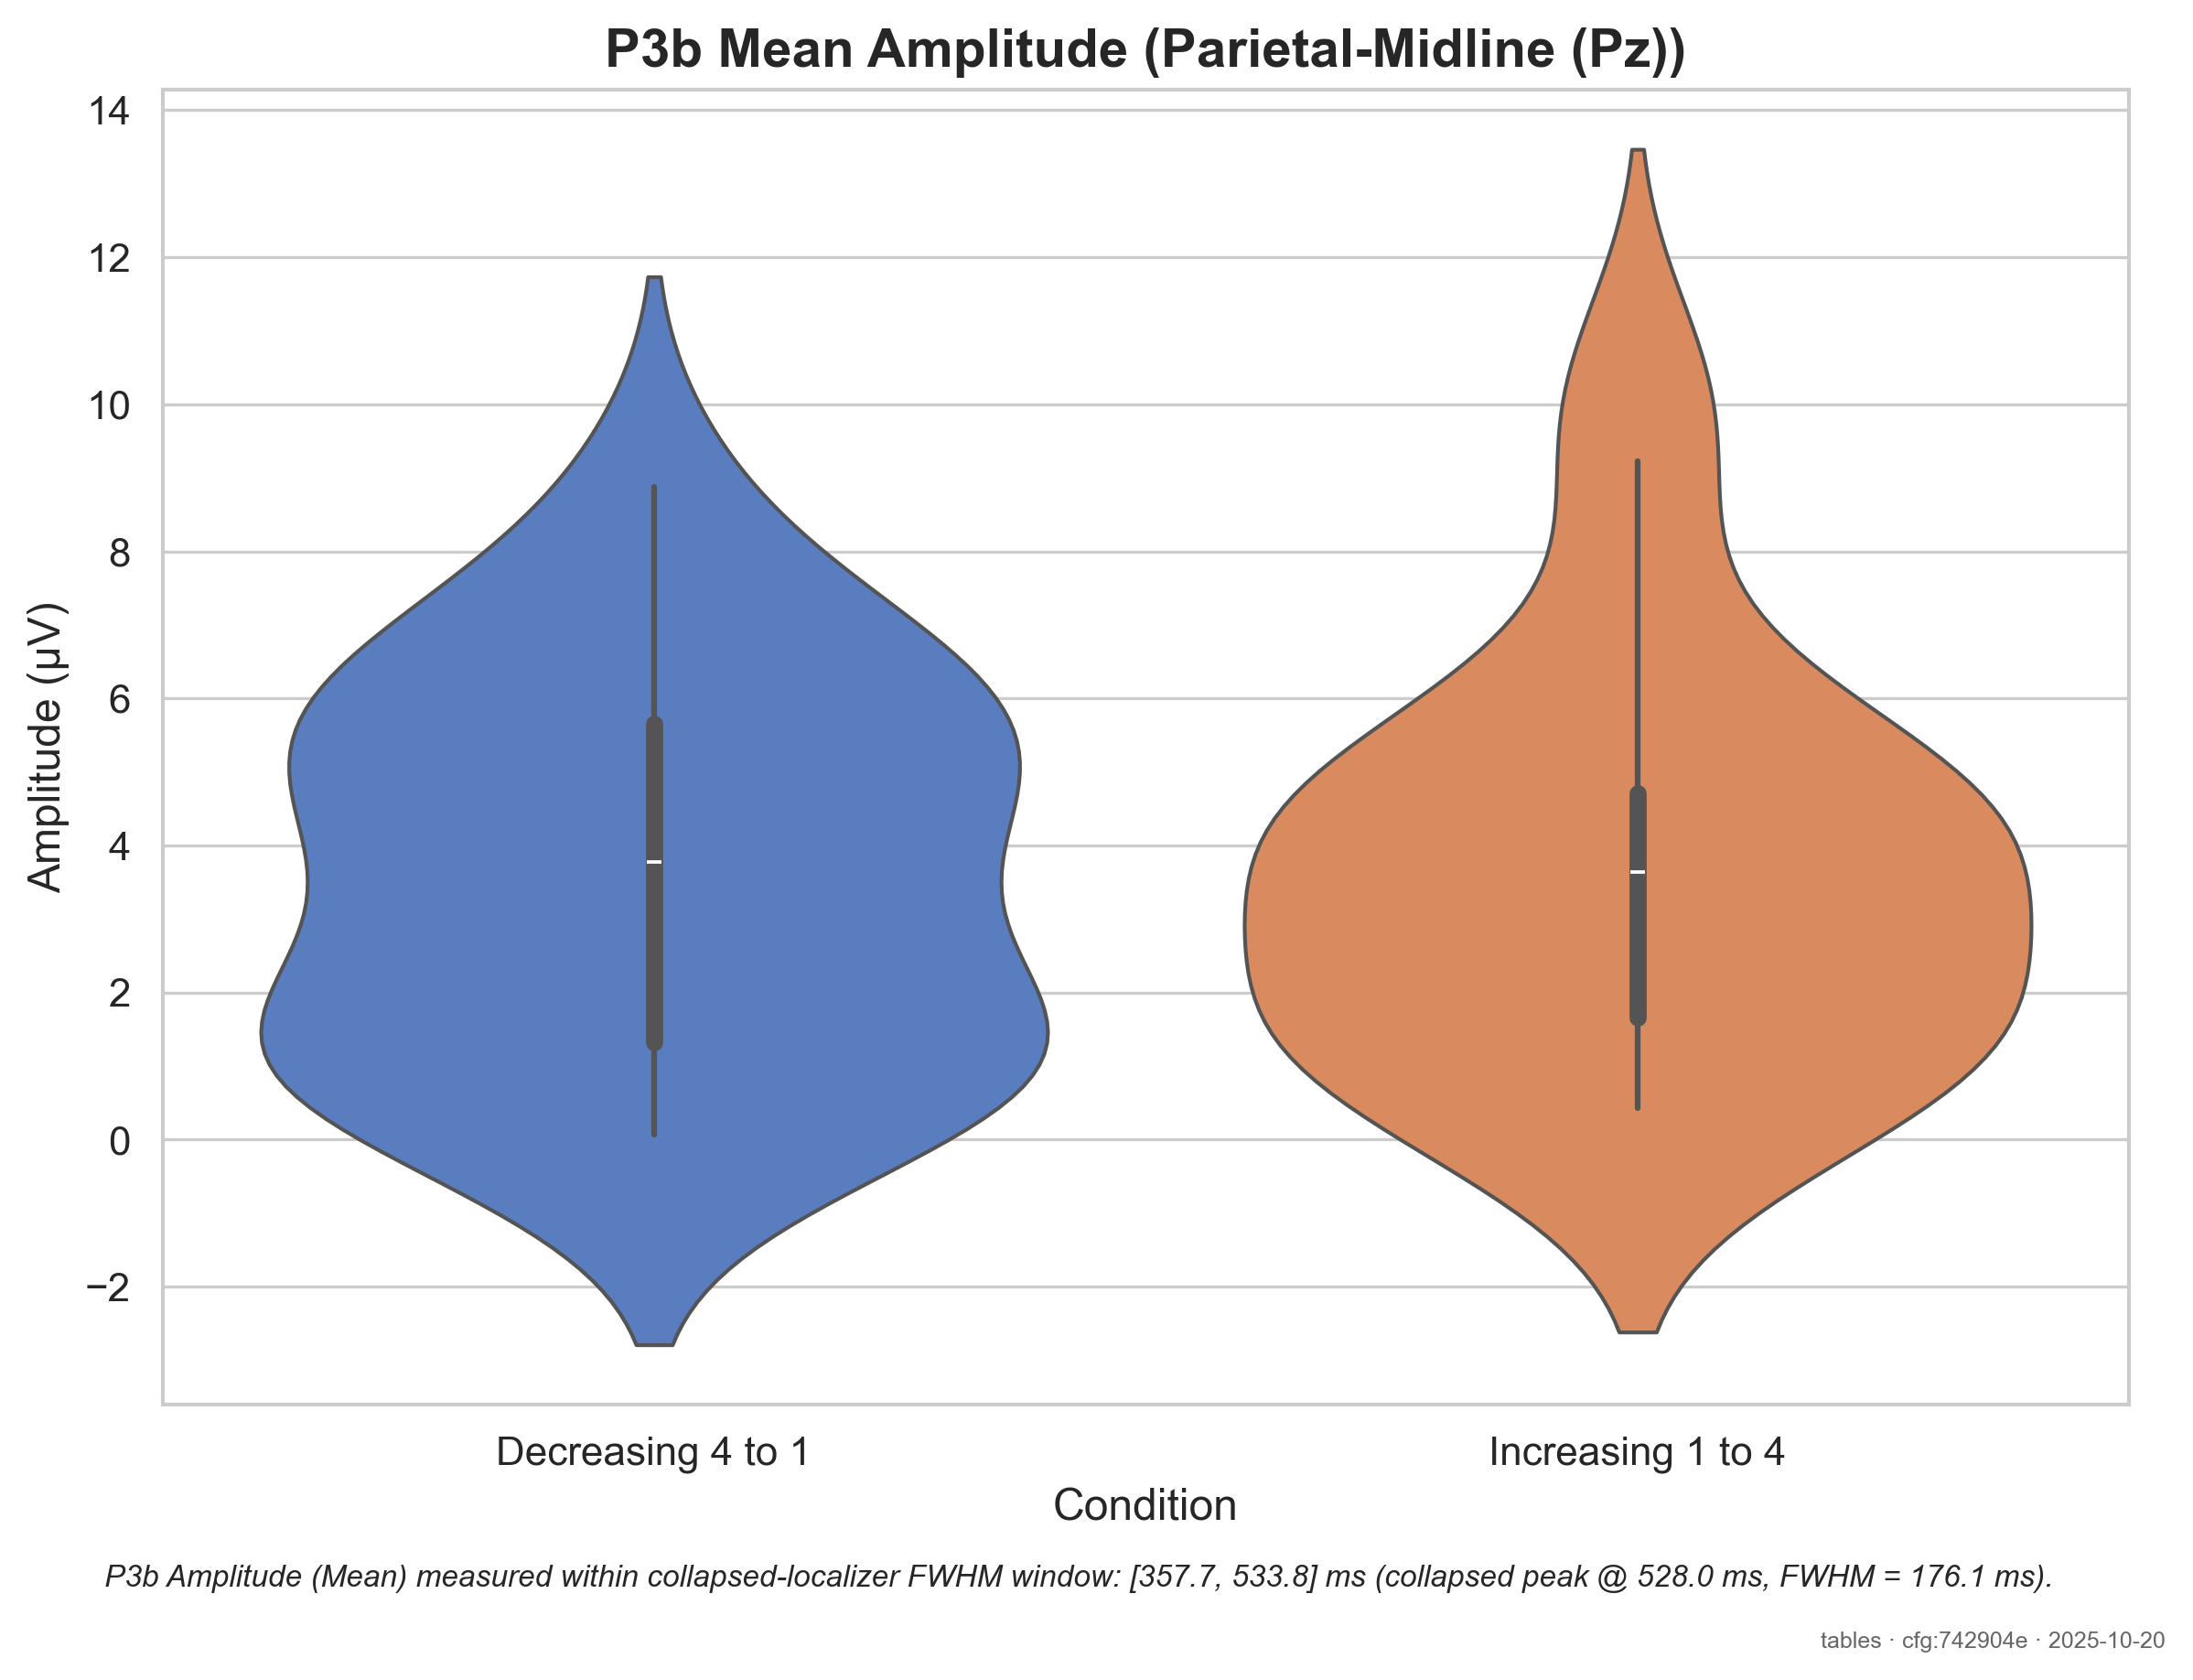 P3b Mean Amplitude (Parietal-Midline (Pz))
14
12
10
8
6
4
2
0
−2
Amplitude (µV)
Decreasing 4 to 1
Increasing 1 to 4
Condition
P3b Amplitude (Mean) measured within collapsed-localizer FWHM window: [357.7, 533.8] ms (collapsed peak @ 528.0 ms, FWHM = 176.1 ms).
tables · cfg:742904e · 2025-10-20